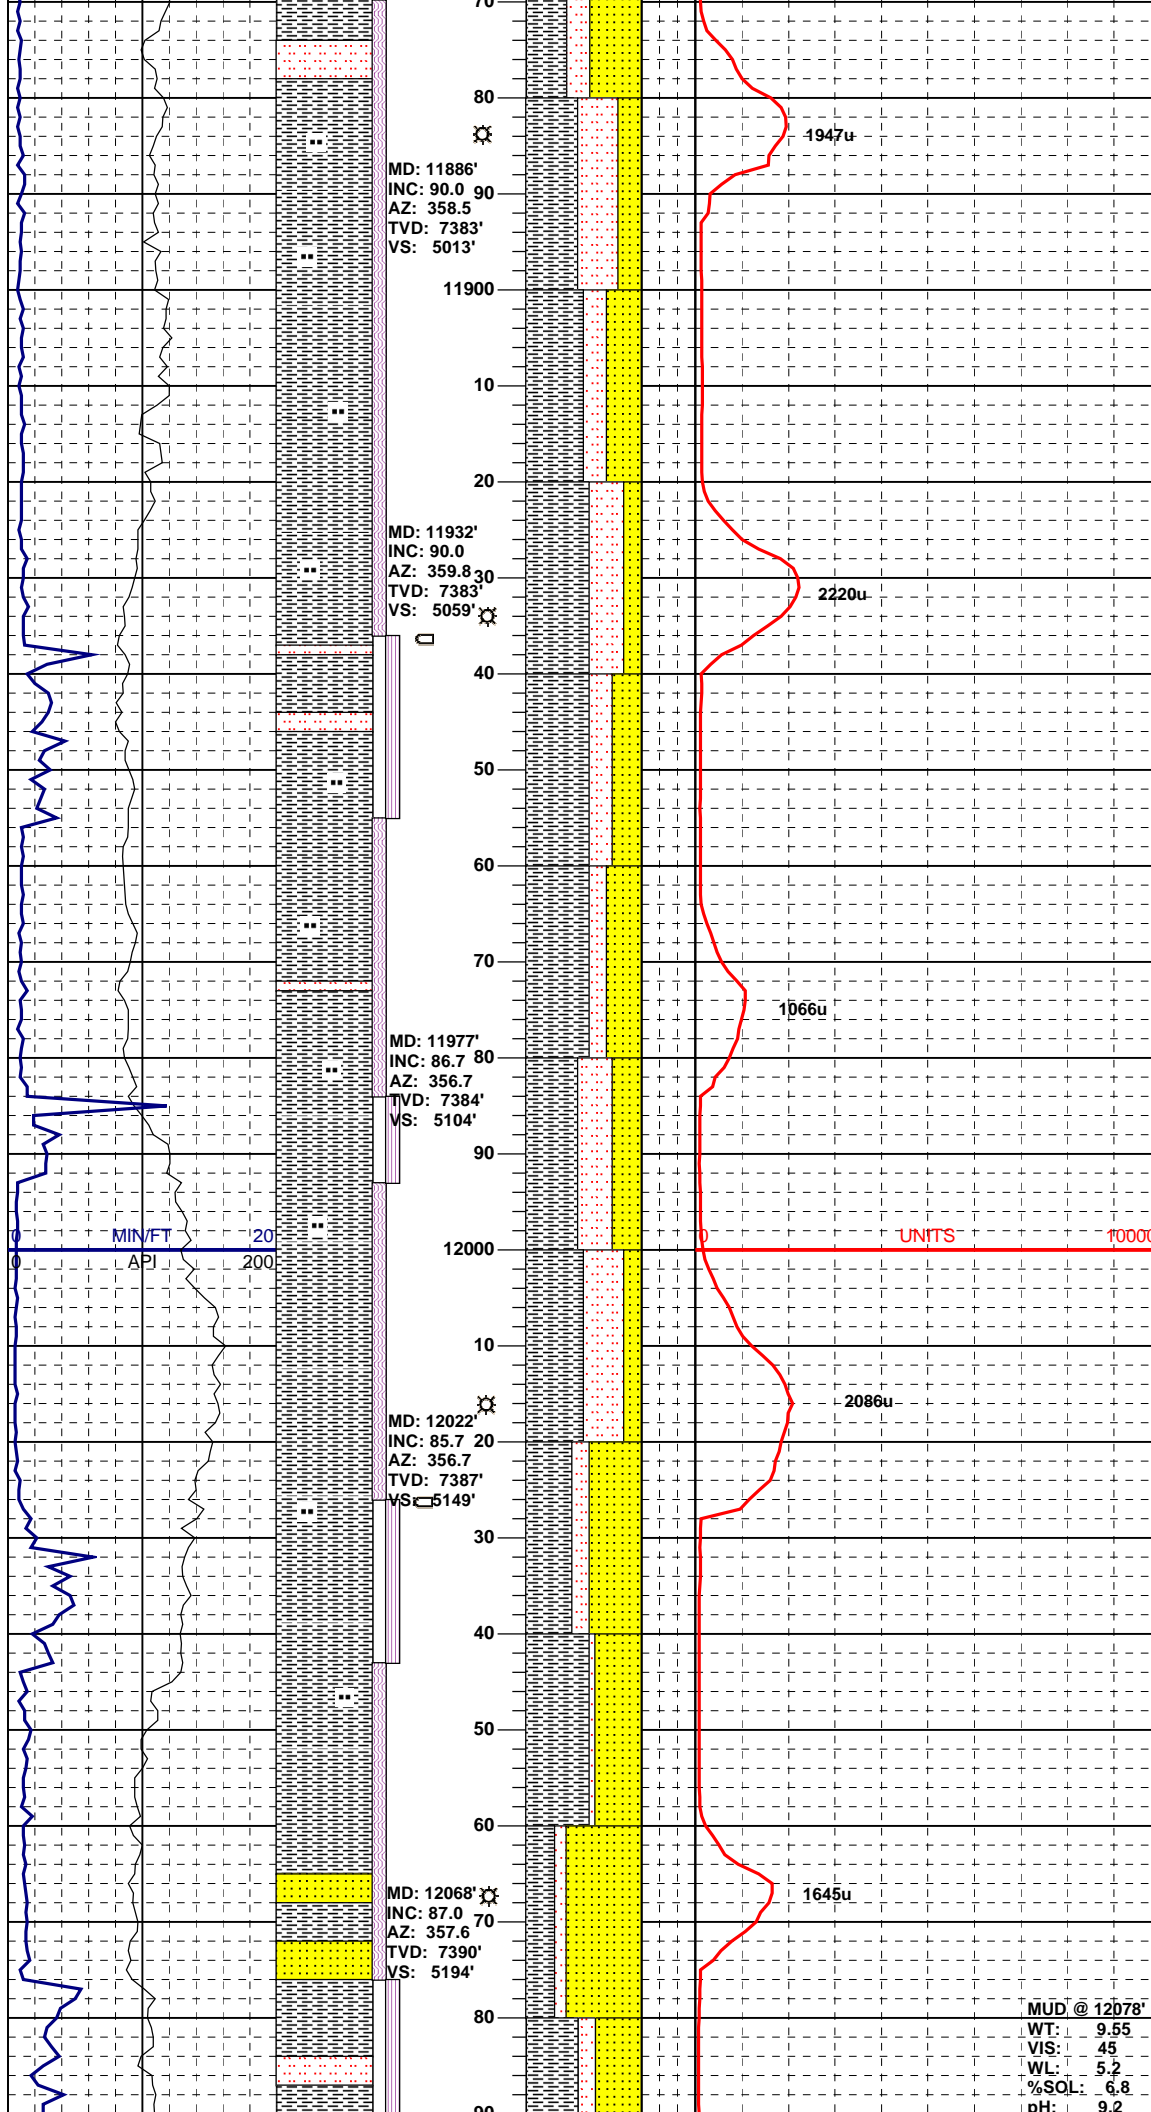 70
80
1947u
MD: 11886'
INC: 90.0
90
AZ: 358.5
TVD: 7383'
VS: 5013'
11900
10
20
MD: 11932'
INC: 90.0
AZ: 359.8
30
TVD: 7383'
2220u
VS: 5059'
40
50
60
70
1066u
MD: 11977'
INC: 86.7
80
AZ: 356.7
TVD: 7384'
VS: 5104'
90
0 MIN/FT 20
12000
0 UNITS 10000
0 API 200
10
2086u
MD: 12022'
INC: 85.7
20
AZ: 356.7
TVD: 7387'
VS: 5149'
30
40
50
60
MD: 12068'
1645u
INC: 87.0
70
AZ: 357.6
TVD: 7390'
VS: 5194'
80
MUD @ 12078'
WT: 9.55
VIS: 45
WL: 5.2
%SOL: 6.8
pH: 9.2
90